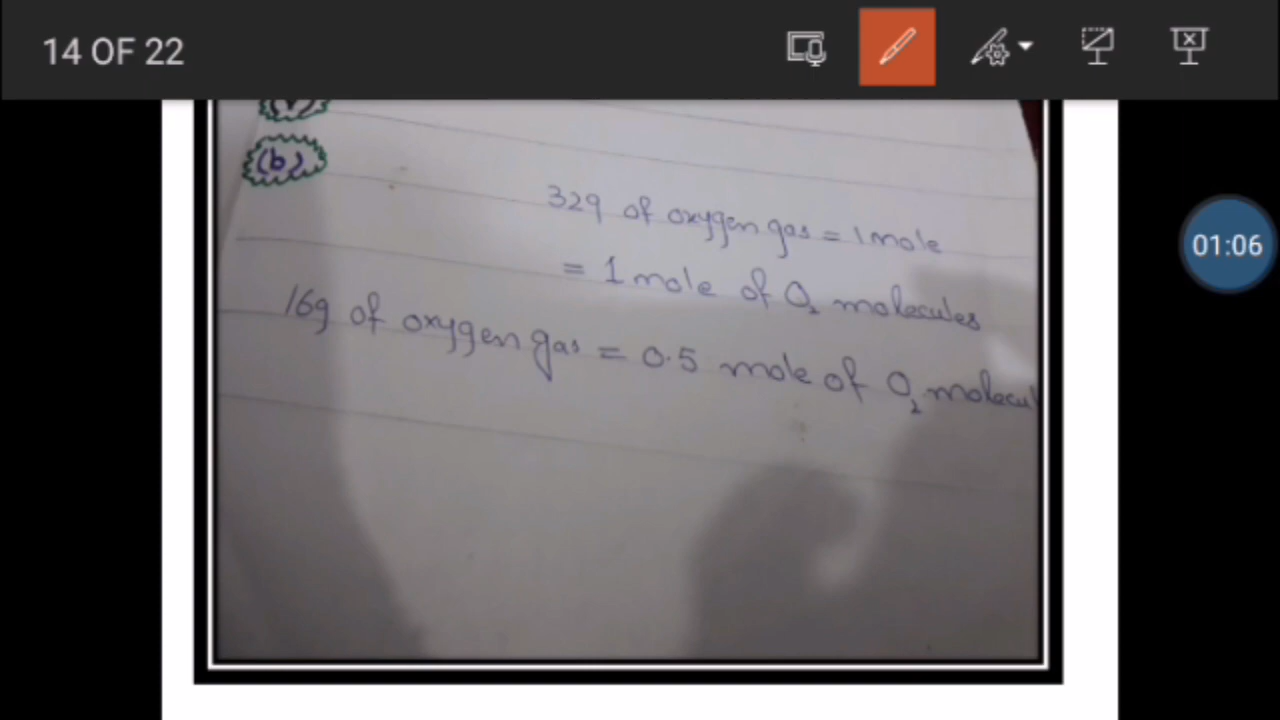 14 OF 22
01:06
(b)
32g of oxygen gas = 1 mole
= 1 mole of O₂ molecules
16g of oxygen gas = 0.5 mole of O₂ molecul